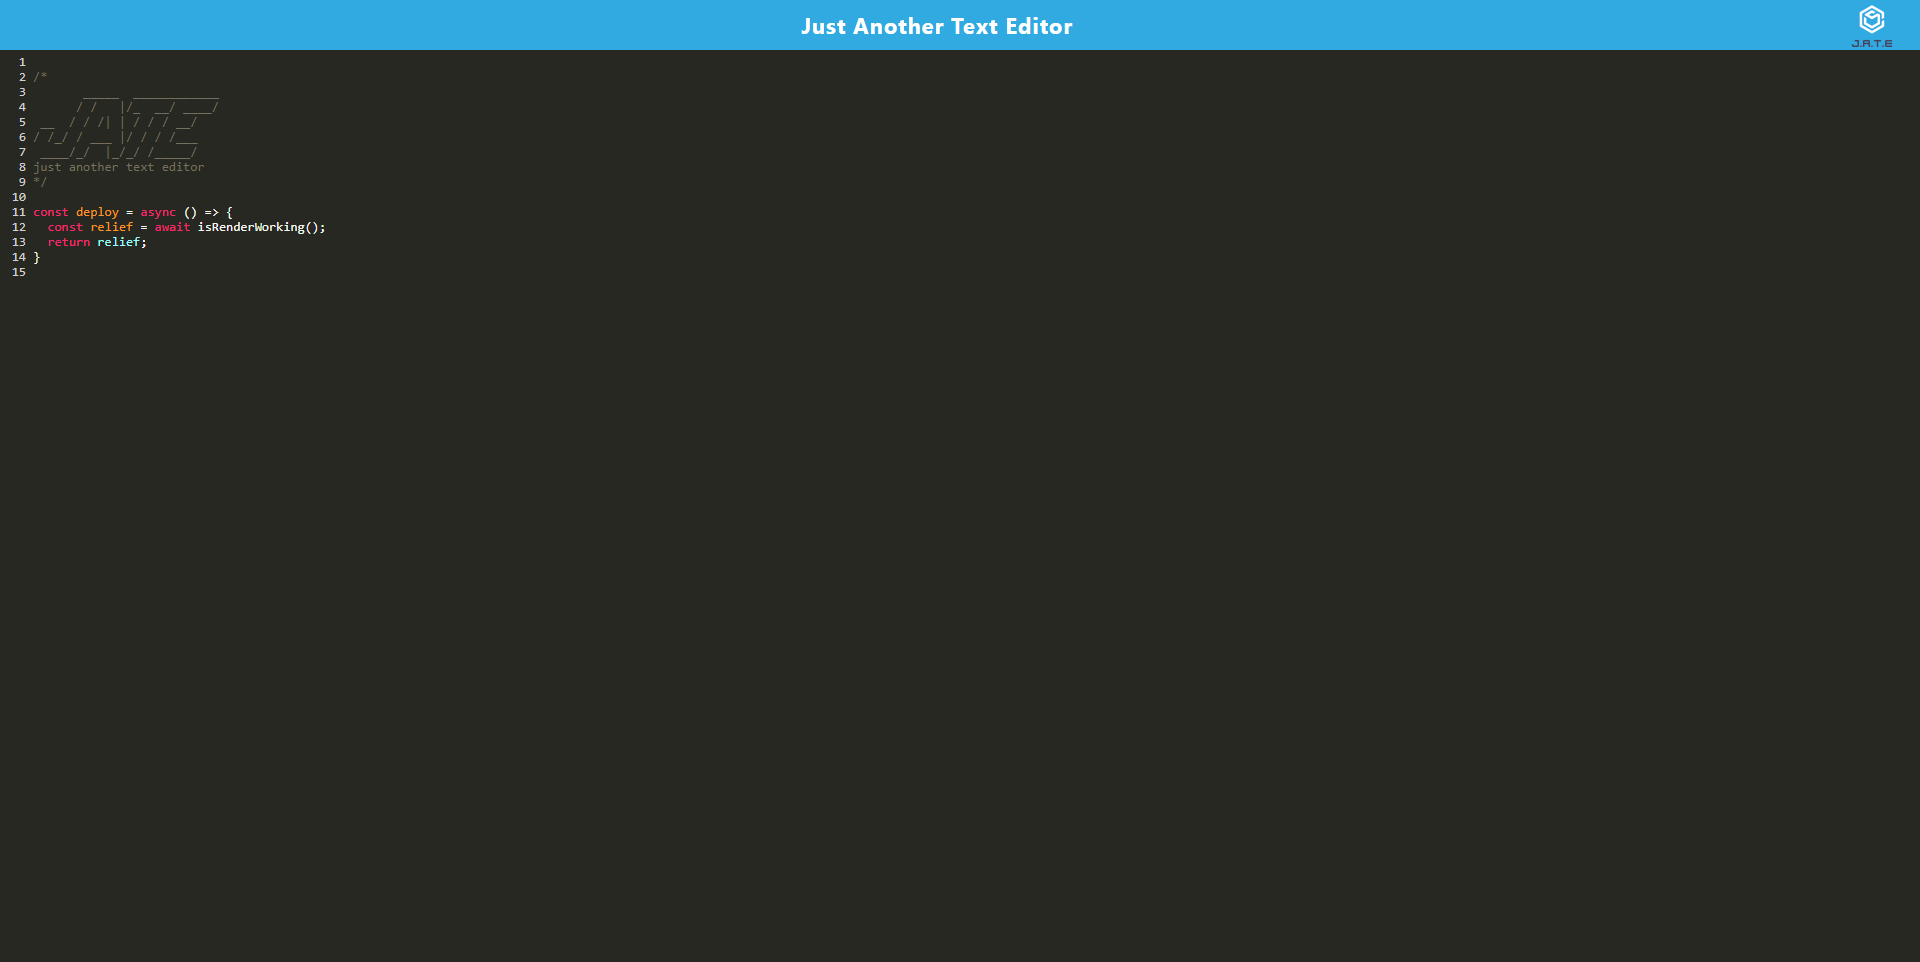 Just Another Text Editor
J.A.T.E
1
2 /*
3        _____  ____________
4       / /   |/_  __/ ____/
5  __  / / /| | / / / __/
6 / /_/ / ___ |/ / / /___
7  ____/_/  |_/_/ /_____/
8 just another text editor
9 */
10
11 const deploy = async () => {
12   const relief = await isRenderWorking();
13   return relief;
14 }
15